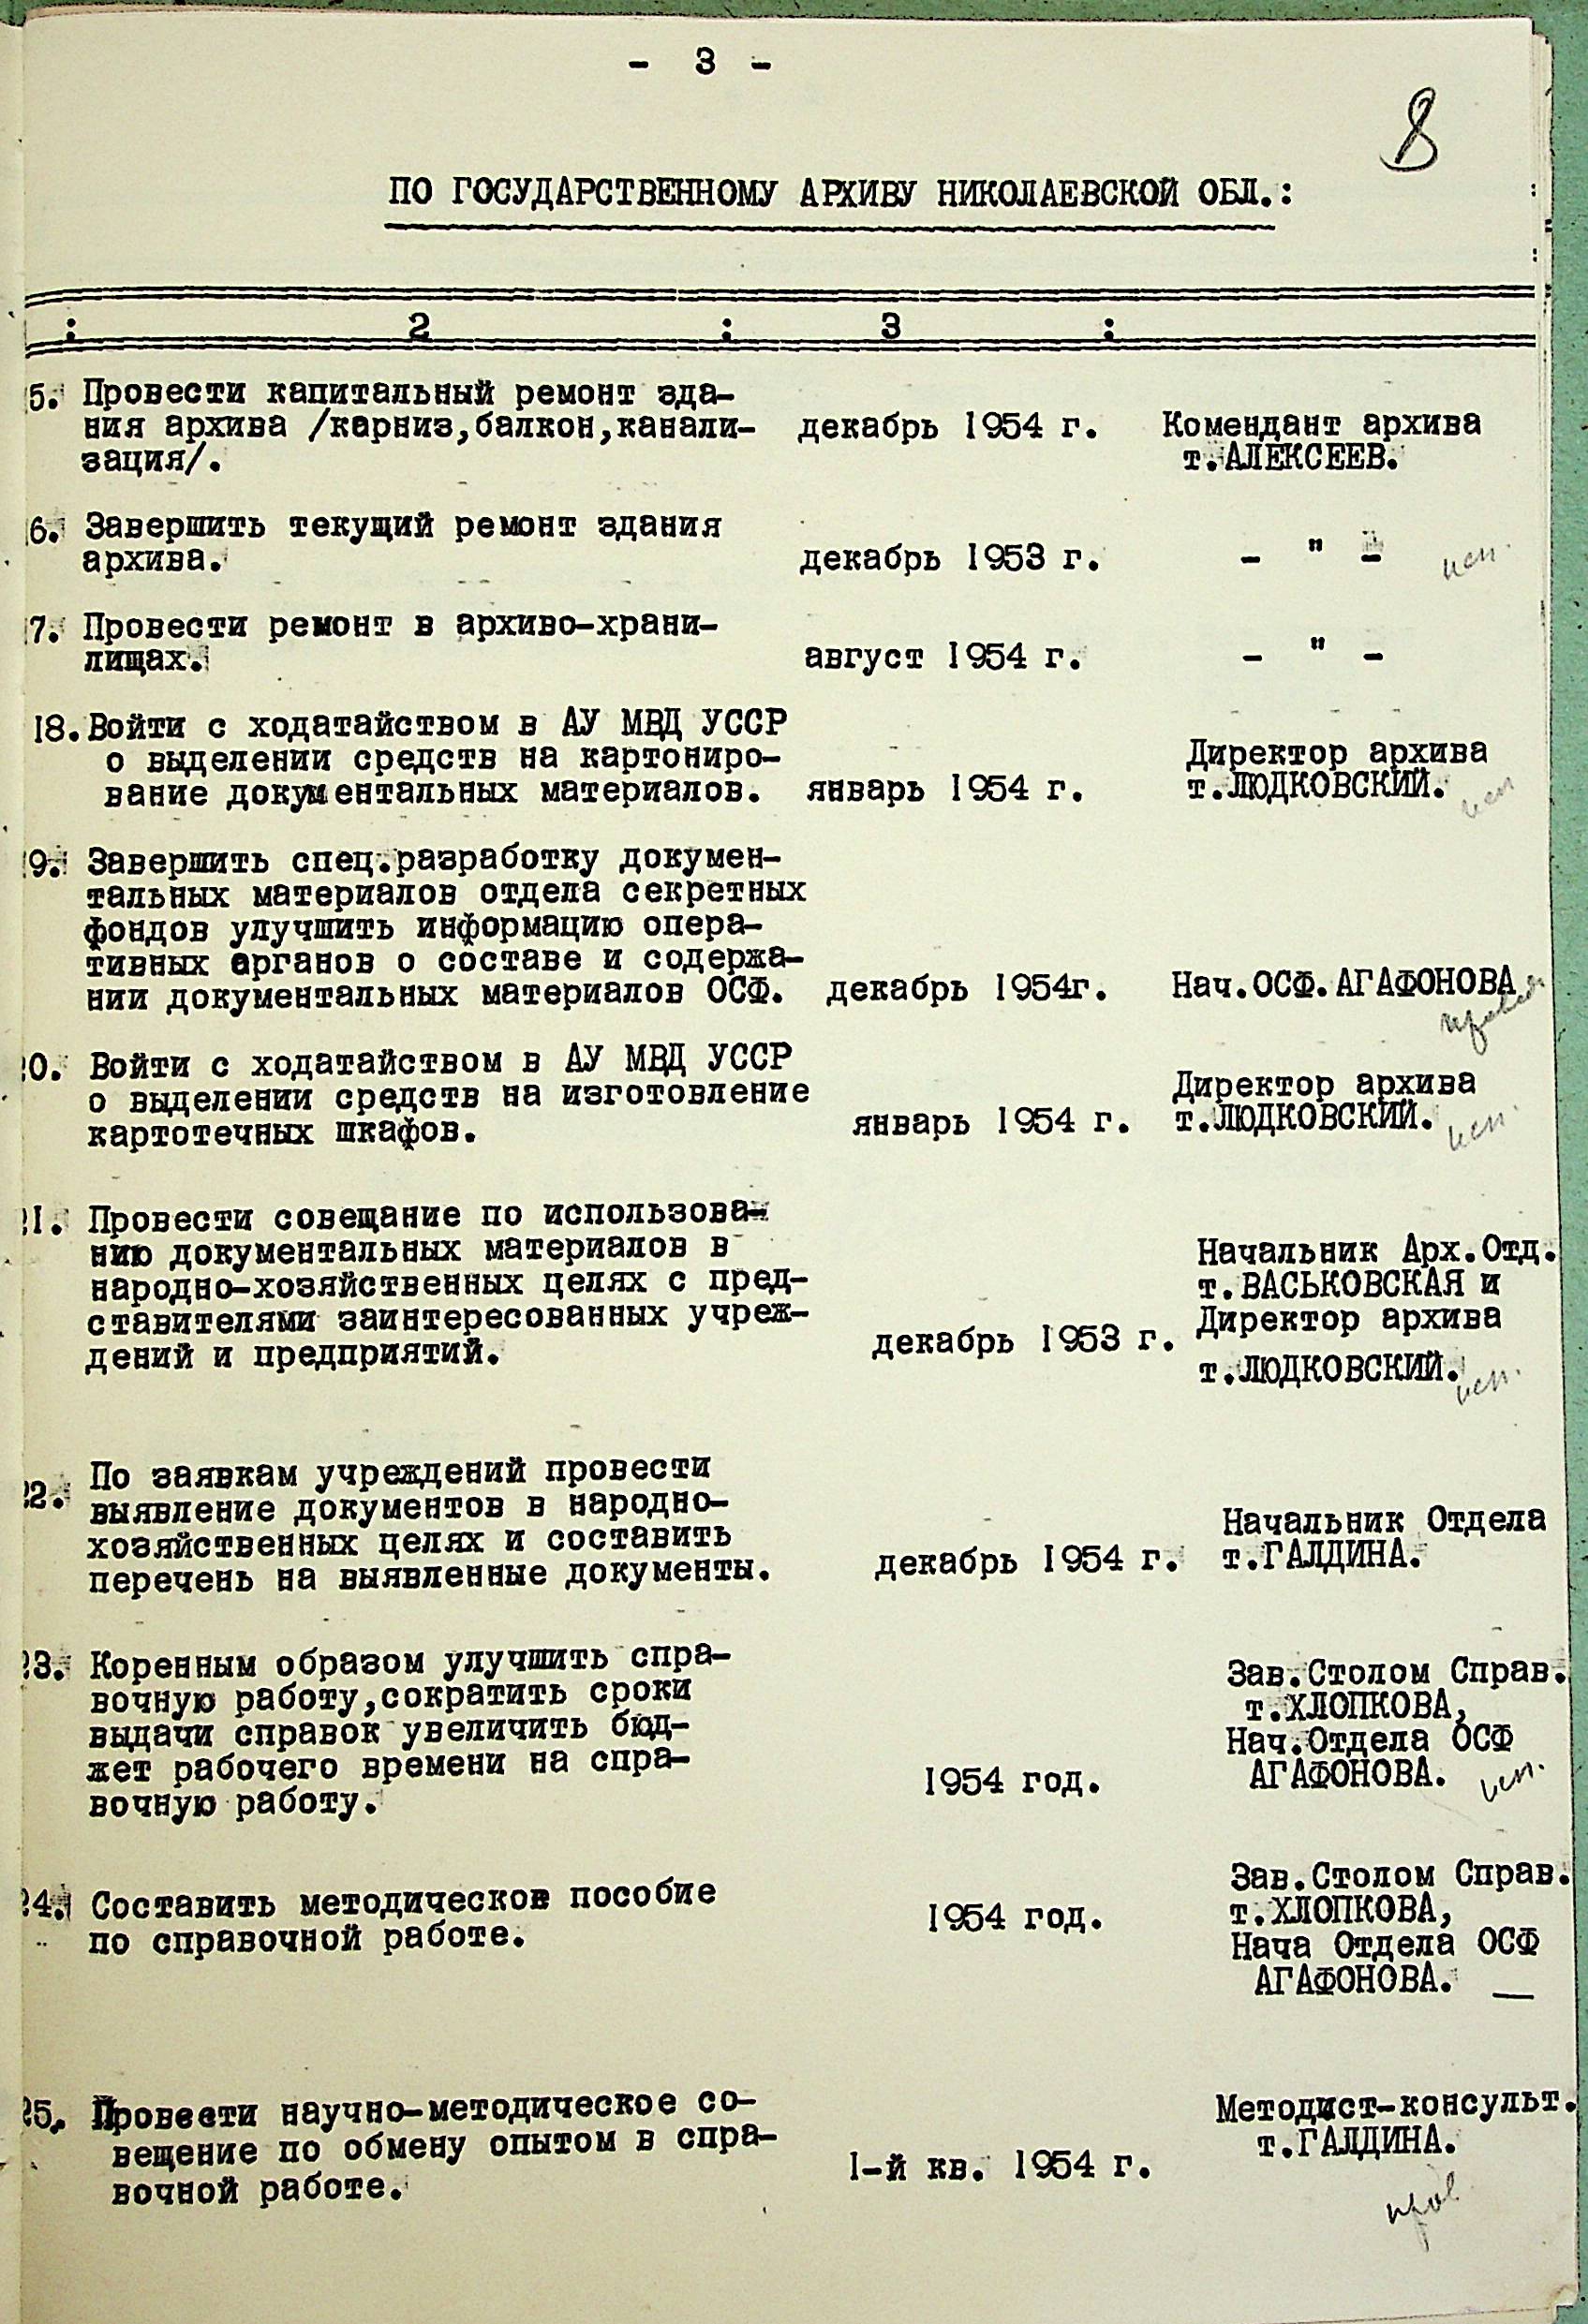 - 3 -
8
ПО ГОСУДАРСТВЕННОМУ АРХИВУ НИКОЛАЕВСКОЙ ОБЛ.:
: 2 : 3 :
5. Провести капитальный ремонт зда-
ния архива /карниз,балкон,канали- декабрь 1954 г. Комендант архива
зация/. т.АЛЕКСЕЕВ.
6. Завершить текущий ремонт здания
архива. декабрь 1953 г. - " - исп.
7. Провести ремонт в архиво-храни-
лищах. август 1954 г. - " -
18. Войти с ходатайством в АУ МВД УССР
о выделении средств на картониро- Директор архива
вание документальных материалов. январь 1954 г. т.ЛЮДКОВСКИЙ. исп
9. Завершить спец.разработку докумен-
тальных материалов отдела секретных
фондов улучшить информацию опера-
тивных органов о составе и содержа-
нии документальных материалов ОСФ. декабрь 1954г. Нач.ОСФ.АГАФОНОВА
0. Войти с ходатайством в АУ МВД УССР
о выделении средств на изготовление Директор архива
картотечных шкафов. январь 1954 г. т.ЛЮДКОВСКИЙ. исп.
1. Провести совещание по использова-
нию документальных материалов в Начальник Арх.Отд.
народно-хозяйственных целях с пред- т.ВАСЬКОВСКАЯ и
ставителями заинтересованных учреж- Директор архива
дений и предприятий. декабрь 1953 г. т.ЛЮДКОВСКИЙ. исп.
22. По заявкам учреждений провести
выявление документов в народно-
хозяйственных целях и составить Начальник Отдела
перечень на выявленные документы. декабрь 1954 г. т.ГАЛДИНА.
23. Коренным образом улучшить спра-
вочную работу,сократить сроки Зав.Столом Справ.
выдачи справок увеличить бюд- т.ХЛОПКОВА,
жет рабочего времени на спра- Нач.Отдела ОСФ
вочную работу. 1954 год. АГАФОНОВА. исп.
24. Составить методическое пособие Зав.Столом Справ.
по справочной работе. 1954 год. т.ХЛОПКОВА,
Нача Отдела ОСФ
АГАФОНОВА. —
25. Провести научно-методическое со- Методист-консульт.
вещение по обмену опытом в спра- т.ГАЛДИНА.
вочной работе. 1-й кв. 1954 г.